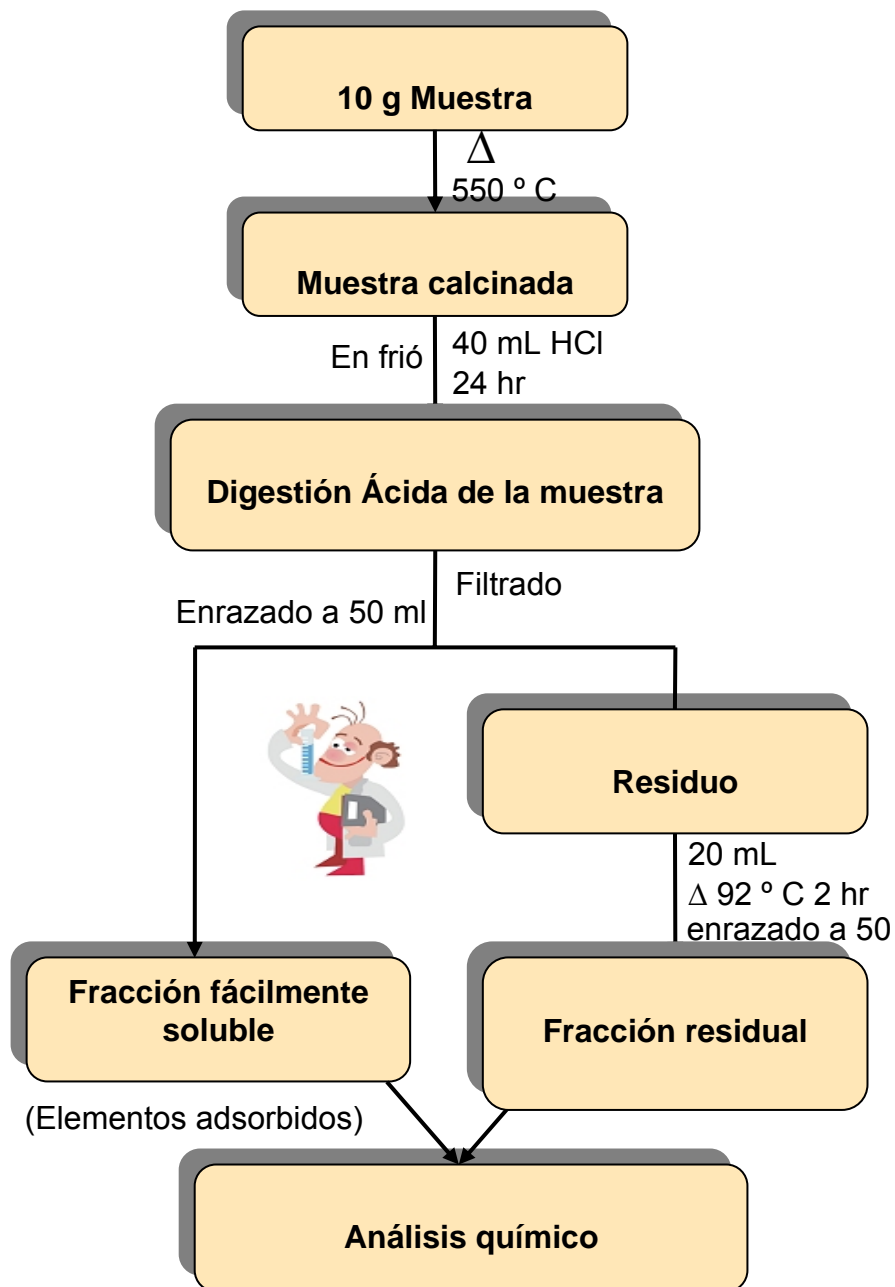 10 g Muestra
Δ
550 º C
Muestra calcinada
En frió
40 mL HCl
24 hr
Digestión Ácida de la muestra
Filtrado
Enrazado a 50 ml
Residuo
20 mL
Δ 92 º C 2 hr
enrazado a 50
Fracción fácilmente
soluble
Fracción residual
(Elementos adsorbidos)
Análisis químico